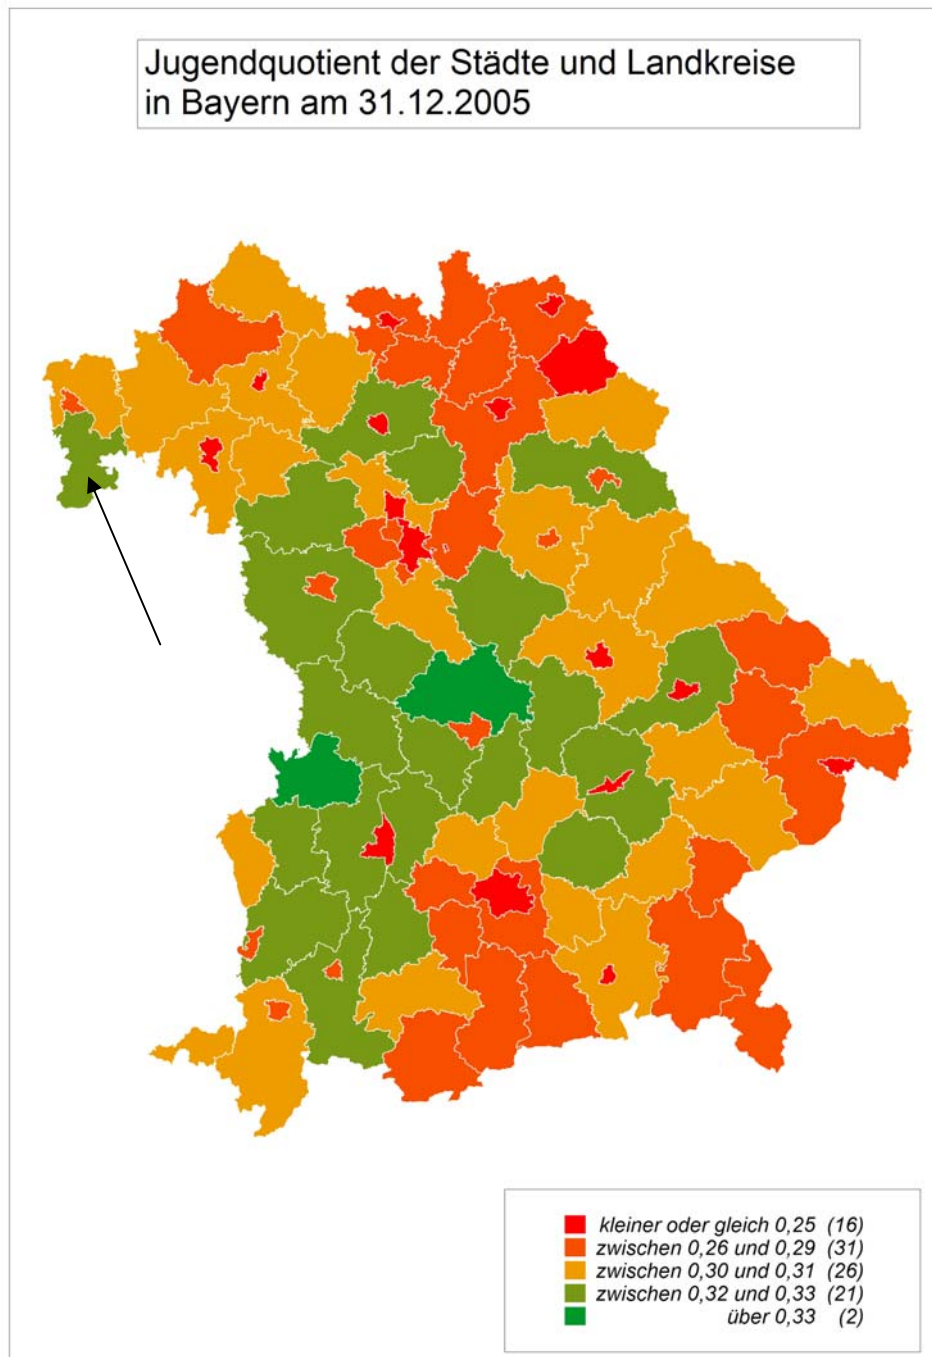 Jugendquotient der Städte und Landkreise
in Bayern am 31.12.2005
kleiner oder gleich 0,25 (16)
zwischen 0,26 und 0,29 (31)
zwischen 0,30 und 0,31 (26)
zwischen 0,32 und 0,33 (21)
über 0,33 (2)